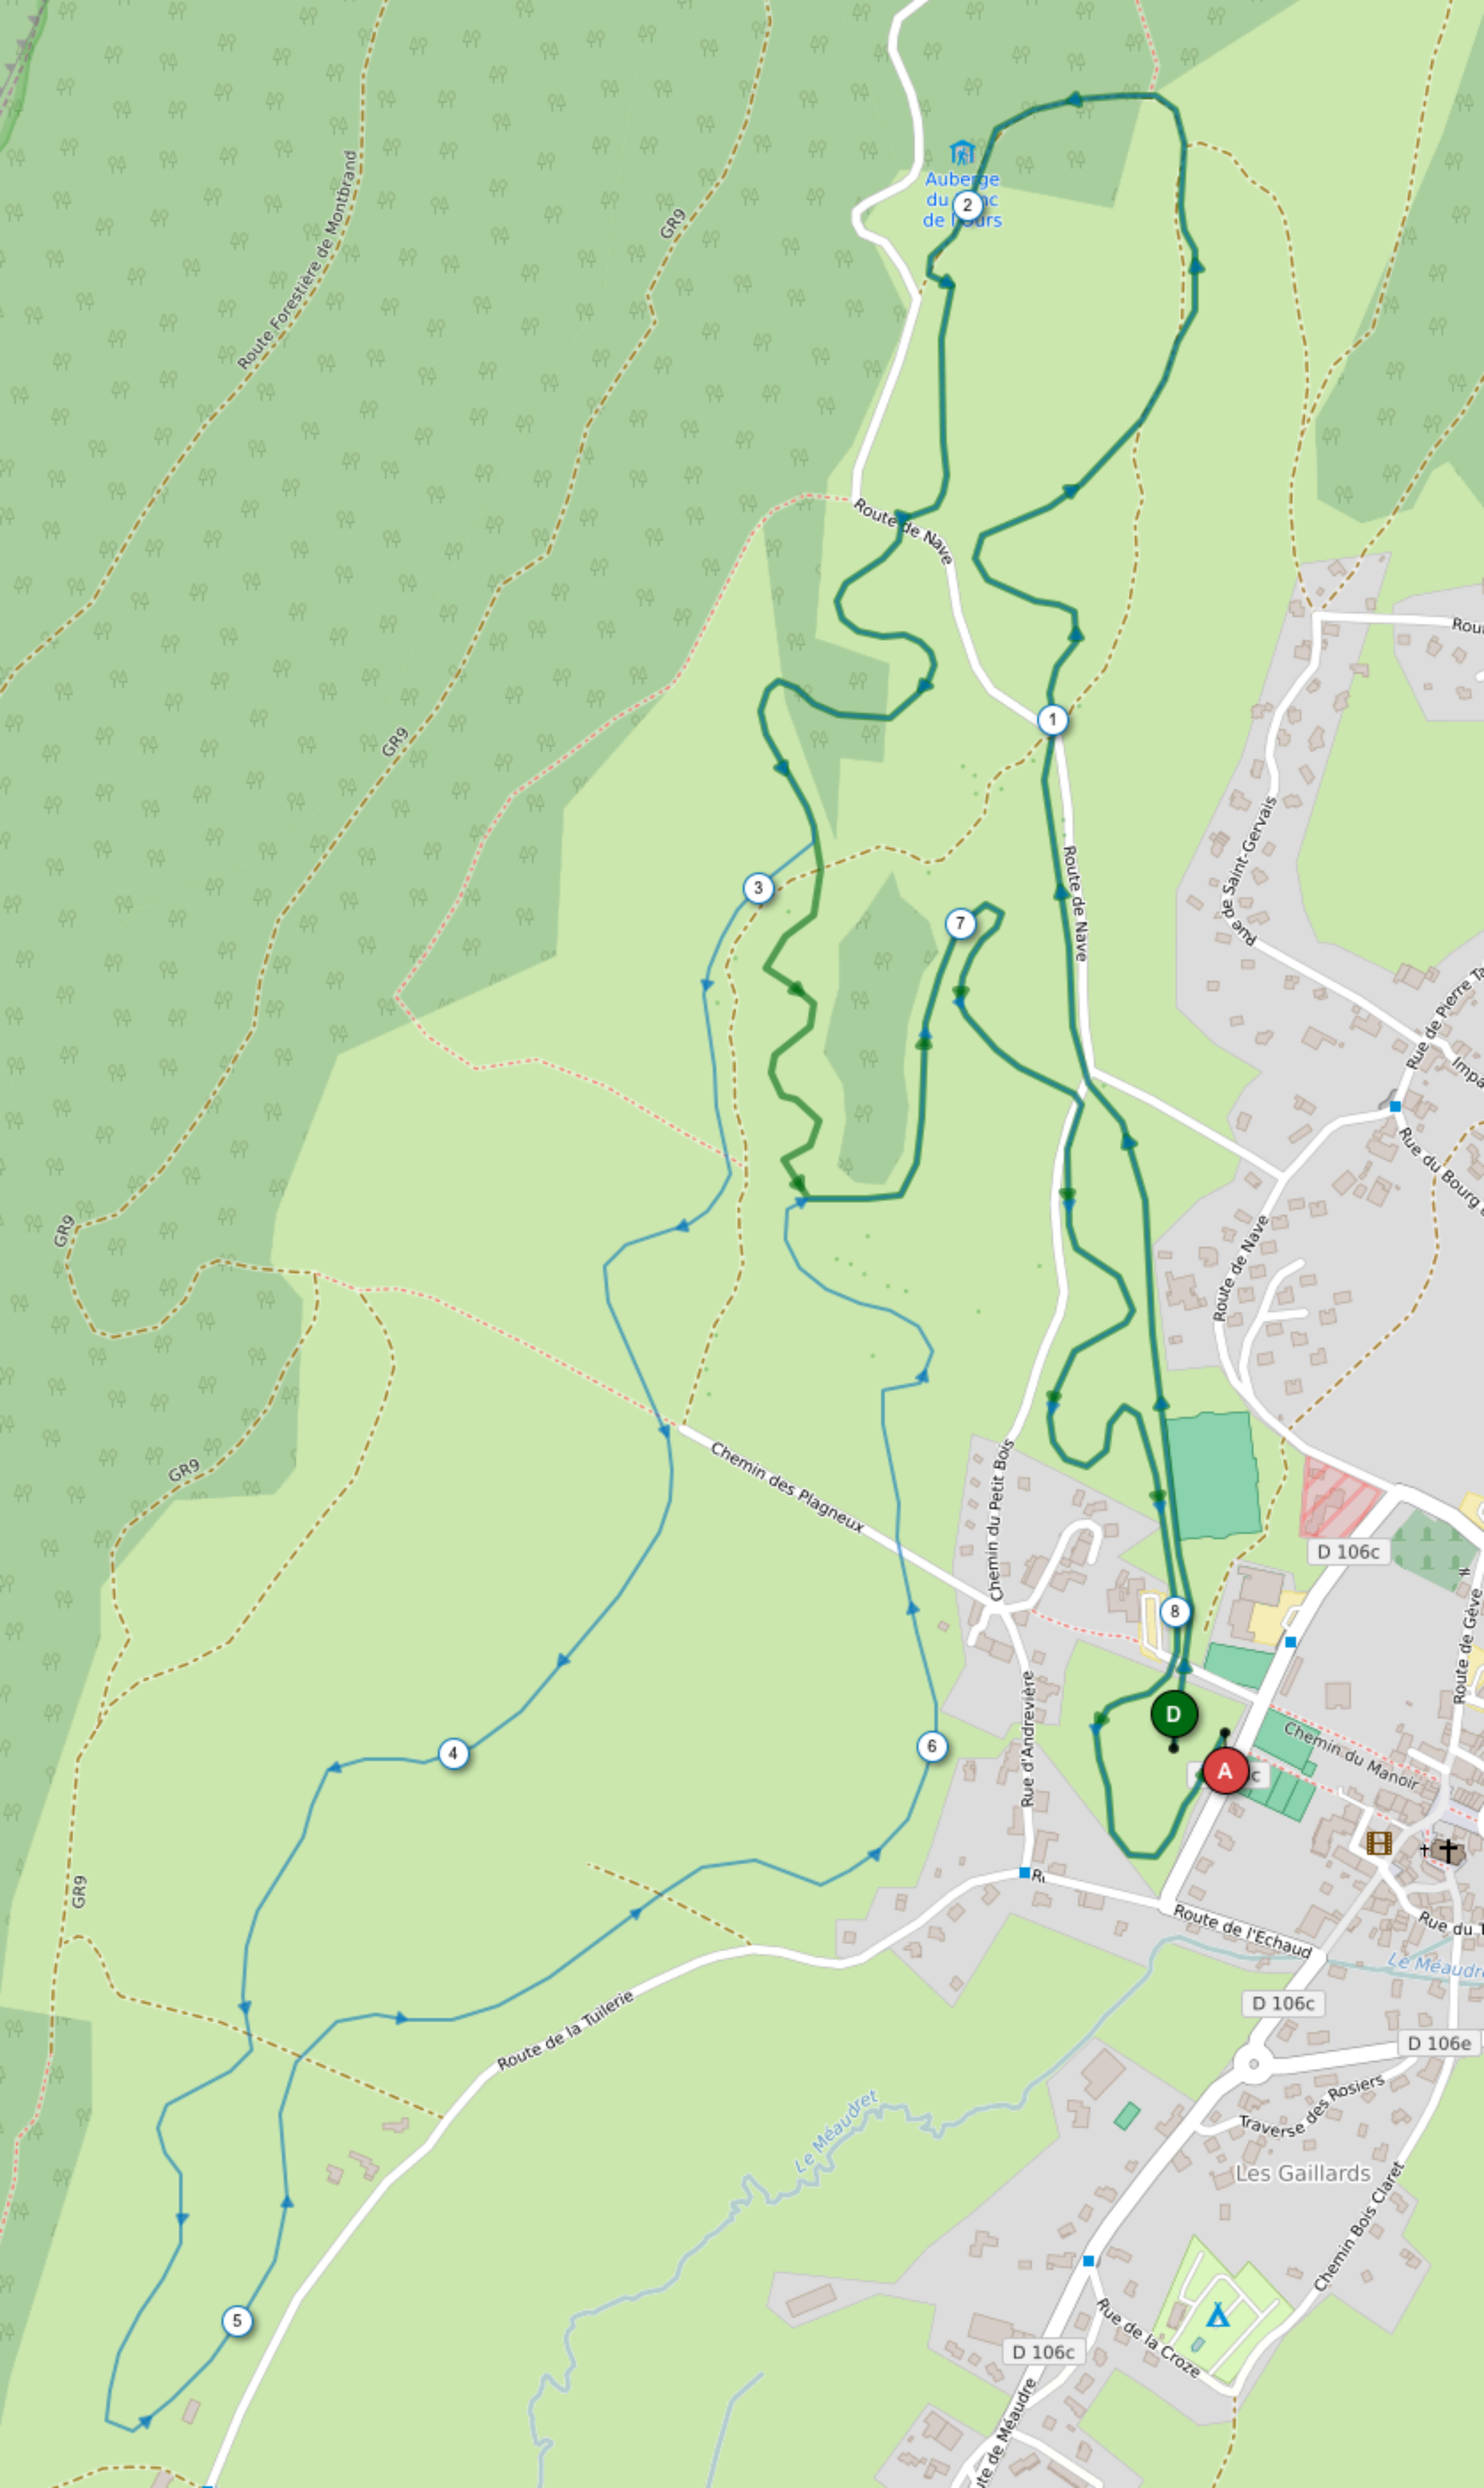 Route Forestière de Montbrand
GR9
Auberge
du
de l'Ours
2
Route de Nave
GR9
1
Rue de Saint-Gervais
3
Route de Nave
7
Rue de Pierre
Rue du Bourg
GR9
Route de Nave
GR9
Chemin des Plagneux
Chemin du Petit Bois
D 106c
8
Route de Gève
D
Chemin du Manoir
A
4
6
Rue d'Andrevière
GR9
Route de l'Echaud
Rue du
Le Méaudret
D 106c
Route de la Tuilerie
D 106e
Traverse des Rosiers
Le Méaudret
Les Gaillards
Chemin Bois Claret
5
Rue de la Croze
D 106c
Route de Méaudre